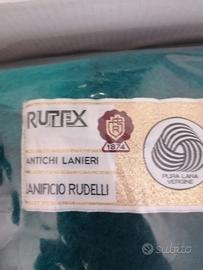 RUTEX
1874
ANTICHI LANIERI
LANIFICIO RUDELLI
PURA LANA
VERGINE
subito